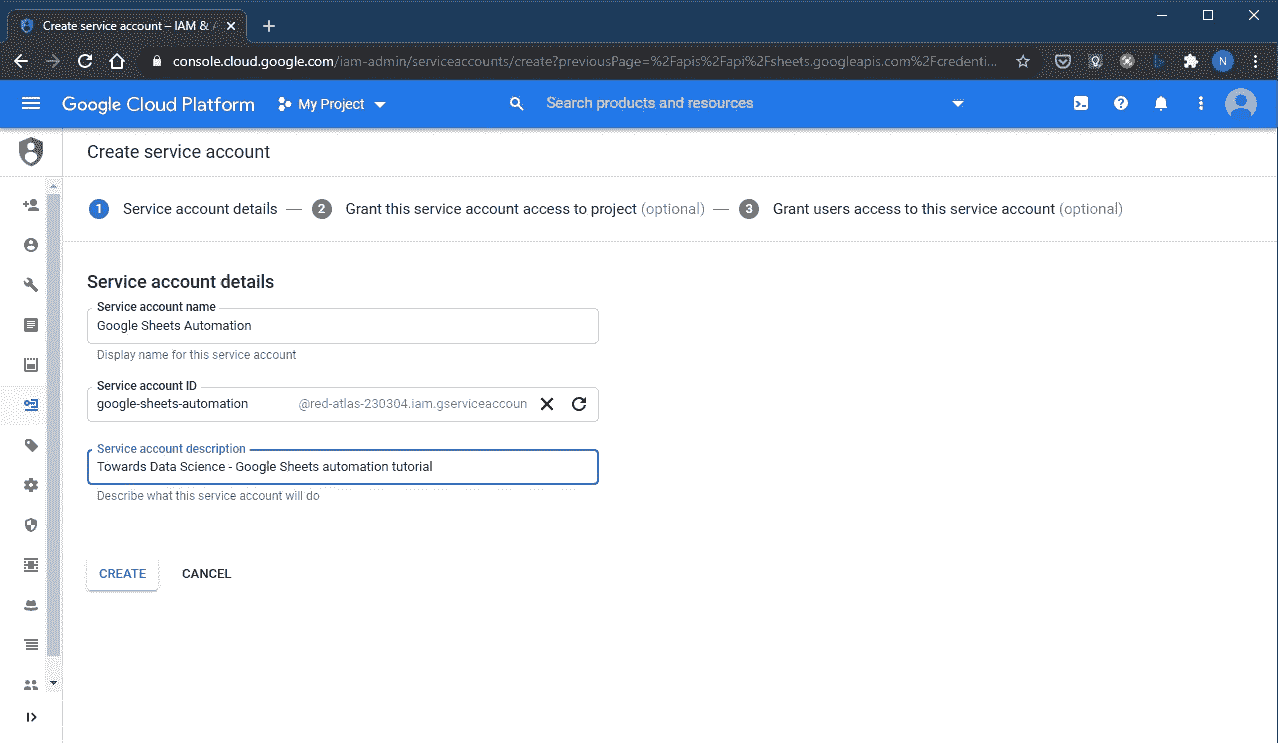 Create service account – IAM & A
console.cloud.google.com/iam-admin/serviceaccounts/create?previousPage=%2Fapis%2Fapi%2Fsheets.googleapis.com%2Fcredenti...
N
Google Cloud Platform My Project Search products and resources
Create service account
1 Service account details — 2 Grant this service account access to project (optional) — 3 Grant users access to this service account (optional)
Service account details
Service account name
Google Sheets Automation
Display name for this service account
Service account ID
google-sheets-automation @red-atlas-230304.iam.gserviceaccoun
Service account description
Towards Data Science - Google Sheets automation tutorial
Describe what this service account will do
CREATE CANCEL